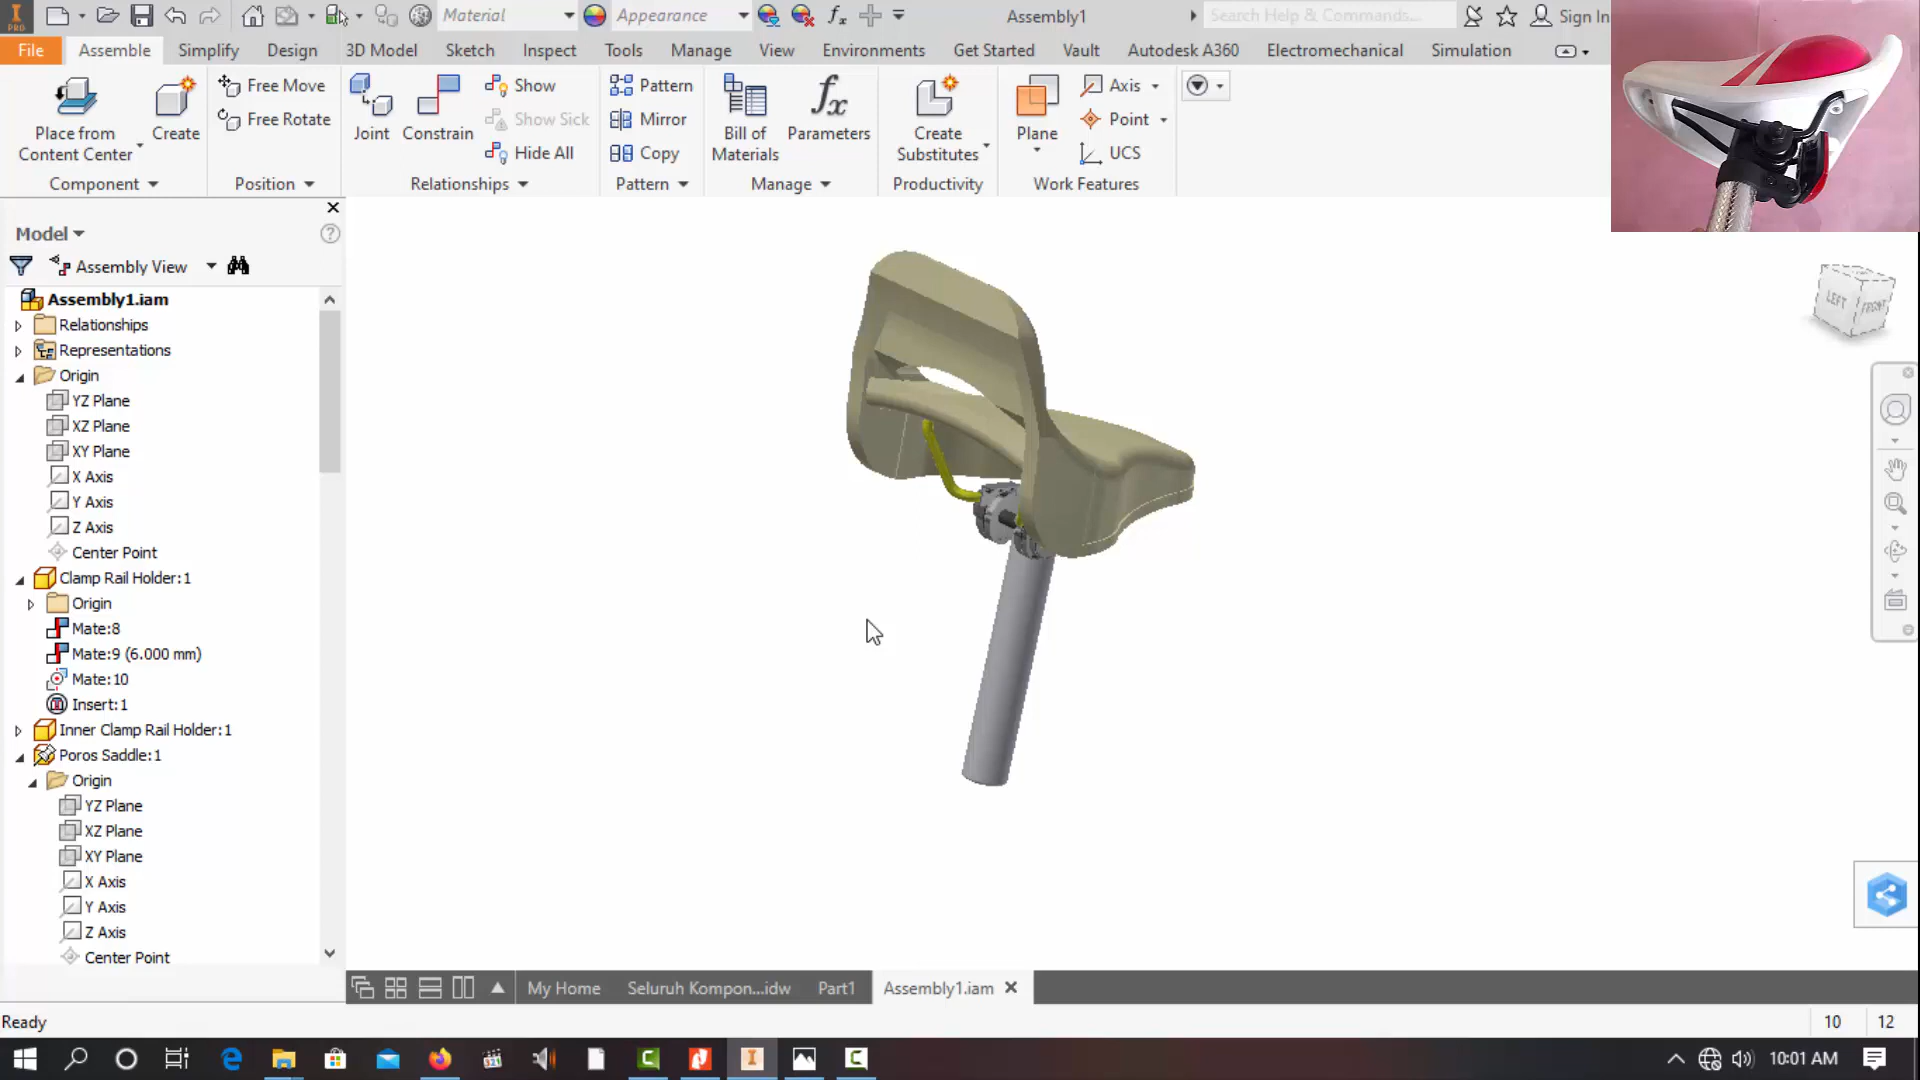 PRO
Material
Appearance
fx
Assembly1
Search Help & Commands...
Sign In
File
Assemble
Simplify
Design
3D Model
Sketch
Inspect
Tools
Manage
View
Environments
Get Started
Vault
Autodesk A360
Electromechanical
Simulation
Place from
Content Center
Create
Free Move
Free Rotate
Joint
Constrain
Show
Show Sick
Hide All
Pattern
Mirror
Copy
Bill of
Materials
fx
Parameters
Create
Substitutes
Plane
Axis
Point
UCS
Component
Position
Relationships
Pattern
Manage
Productivity
Work Features
Model
Assembly View
Assembly1.iam
Relationships
Representations
Origin
YZ Plane
XZ Plane
XY Plane
X Axis
Y Axis
Z Axis
Center Point
Clamp Rail Holder:1
Origin
Mate:8
Mate:9 (6.000 mm)
Mate:10
Insert:1
Inner Clamp Rail Holder:1
Poros Saddle:1
Origin
YZ Plane
XZ Plane
XY Plane
X Axis
Y Axis
Z Axis
Center Point
LEFT
FRONT
My Home
Seluruh Kompon...idw
Part1
Assembly1.iam
Ready
10
12
321
10:01 AM